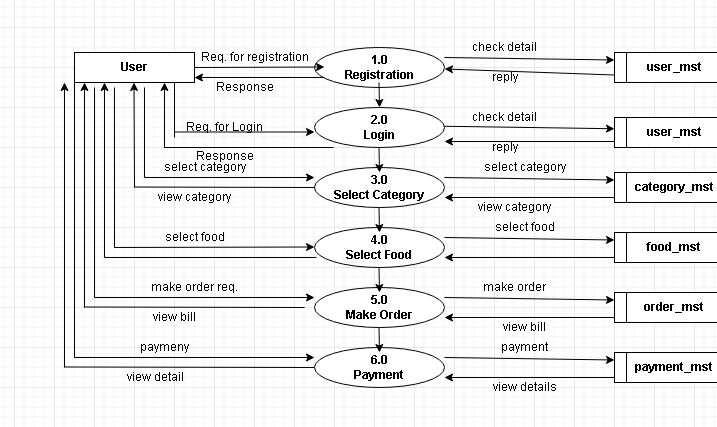 User
Req. for registration
Response
1.0
Registration
check detail
reply
user_mst
Req. for Login
Response
2.0
Login
check detail
reply
user_mst
select category
view category
3.0
Select Category
select category
view category
category_mst
select food
4.0
Select Food
select food
food_mst
make order req.
view bill
5.0
Make Order
make order
view bill
order_mst
paymeny
view detail
6.0
Payment
payment
view details
payment_mst